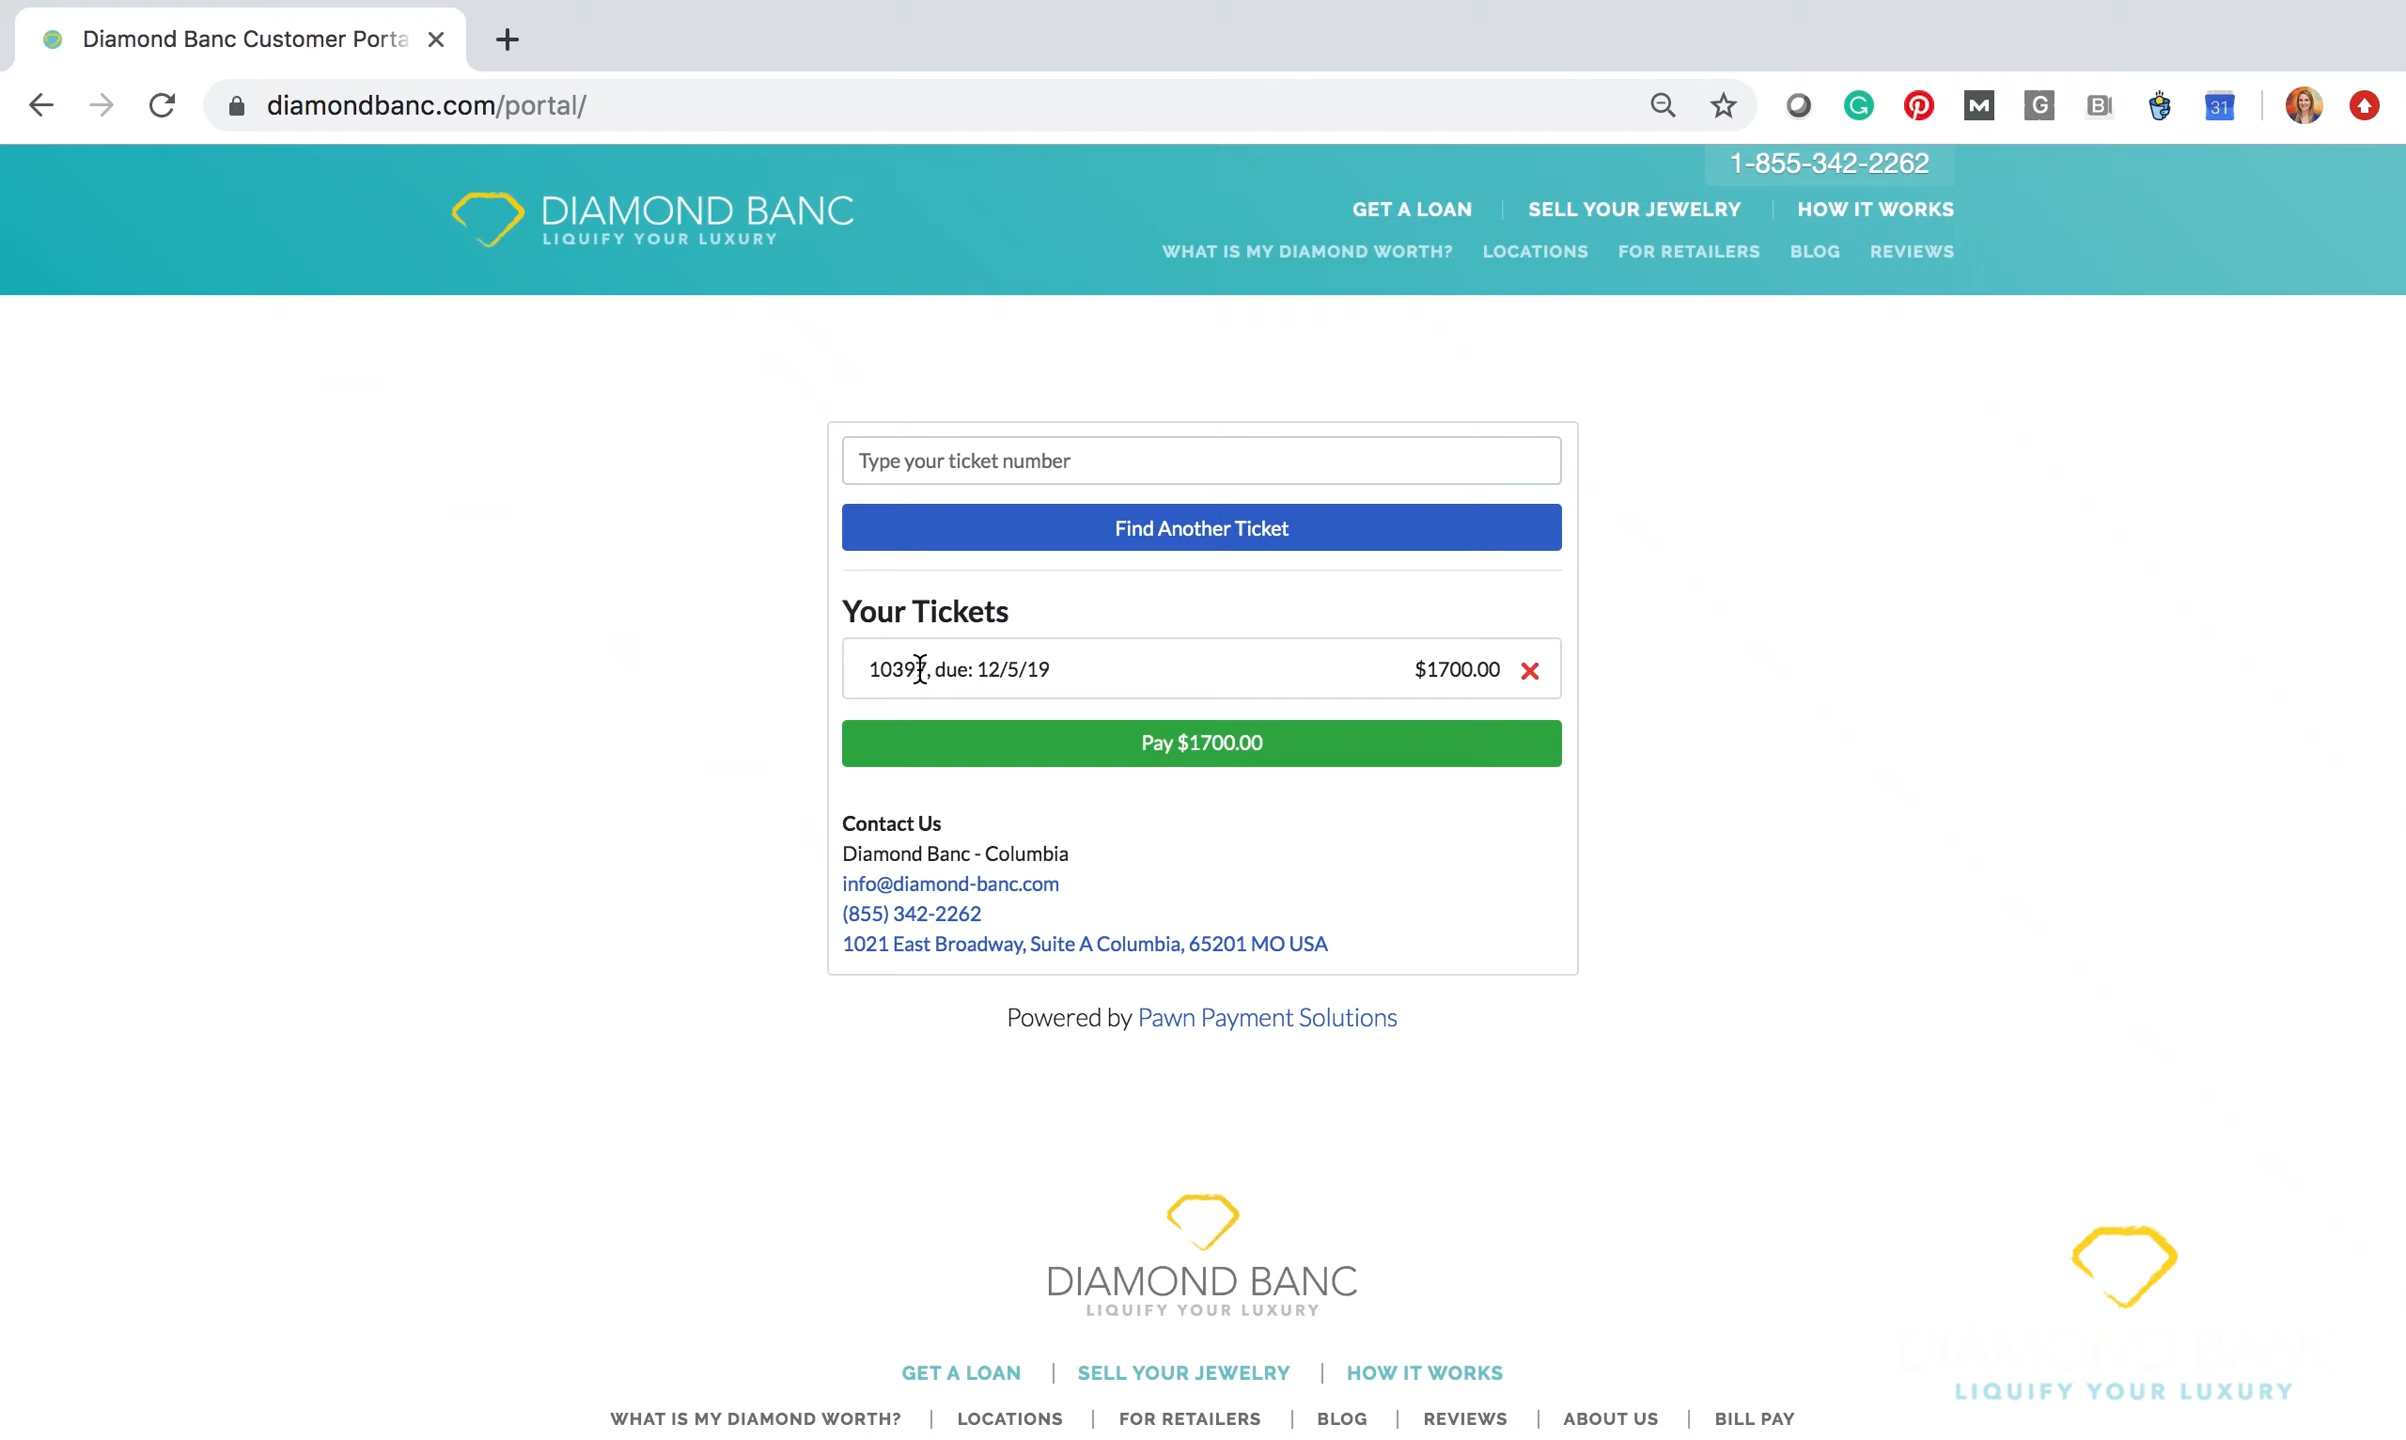 Diamond Banc Customer Porta
diamondbanc.com/portal/
31
1-855-342-2262
DIAMOND BANC
LIQUIFY YOUR LUXURY
GET A LOAN | SELL YOUR JEWELRY | HOW IT WORKS
WHAT IS MY DIAMOND WORTH? LOCATIONS FOR RETAILERS BLOG REVIEWS
Type your ticket number
Find Another Ticket
Your Tickets
10397, due: 12/5/19 $1700.00
Pay $1700.00
Contact Us
Diamond Banc - Columbia
info@diamond-banc.com
(855) 342-2262
1021 East Broadway, Suite A Columbia, 65201 MO USA
Powered by Pawn Payment Solutions
DIAMOND BANC
LIQUIFY YOUR LUXURY
GET A LOAN | SELL YOUR JEWELRY | HOW IT WORKS
WHAT IS MY DIAMOND WORTH? | LOCATIONS | FOR RETAILERS | BLOG | REVIEWS | ABOUT US | BILL PAY
LIQUIFY YOUR LUXURY